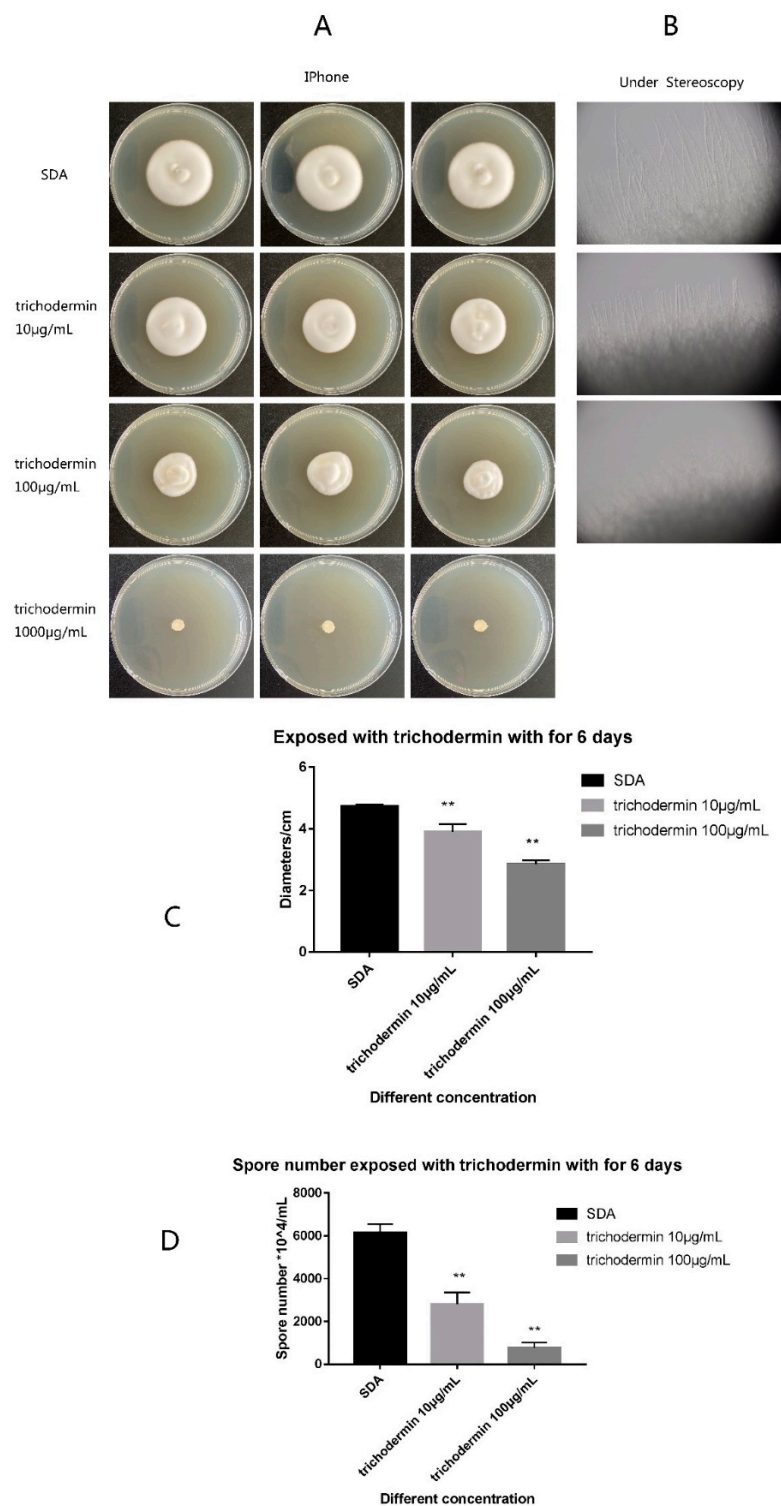 A
B
IPhone
Under Stereoscopy
SDA
trichodermin
10μg/mL
trichodermin
100μg/mL
trichodermin
1000μg/mL
Exposed with trichodermin with for 6 days
C
Diameters/cm
6
4
2
0
**
**
SDA
trichodermin 10μg/mL
trichodermin 100μg/mL
SDA
trichodermin 10μg/mL
trichodermin 100μg/mL
Different concentration
Spore number exposed with trichodermin with for 6 days
D
Spore number *10^4/mL
8000
6000
4000
2000
0
**
**
SDA
trichodermin 10μg/mL
trichodermin 100μg/mL
SDA
trichodermin 10μg/mL
trichodermin 100μg/mL
Different concentration